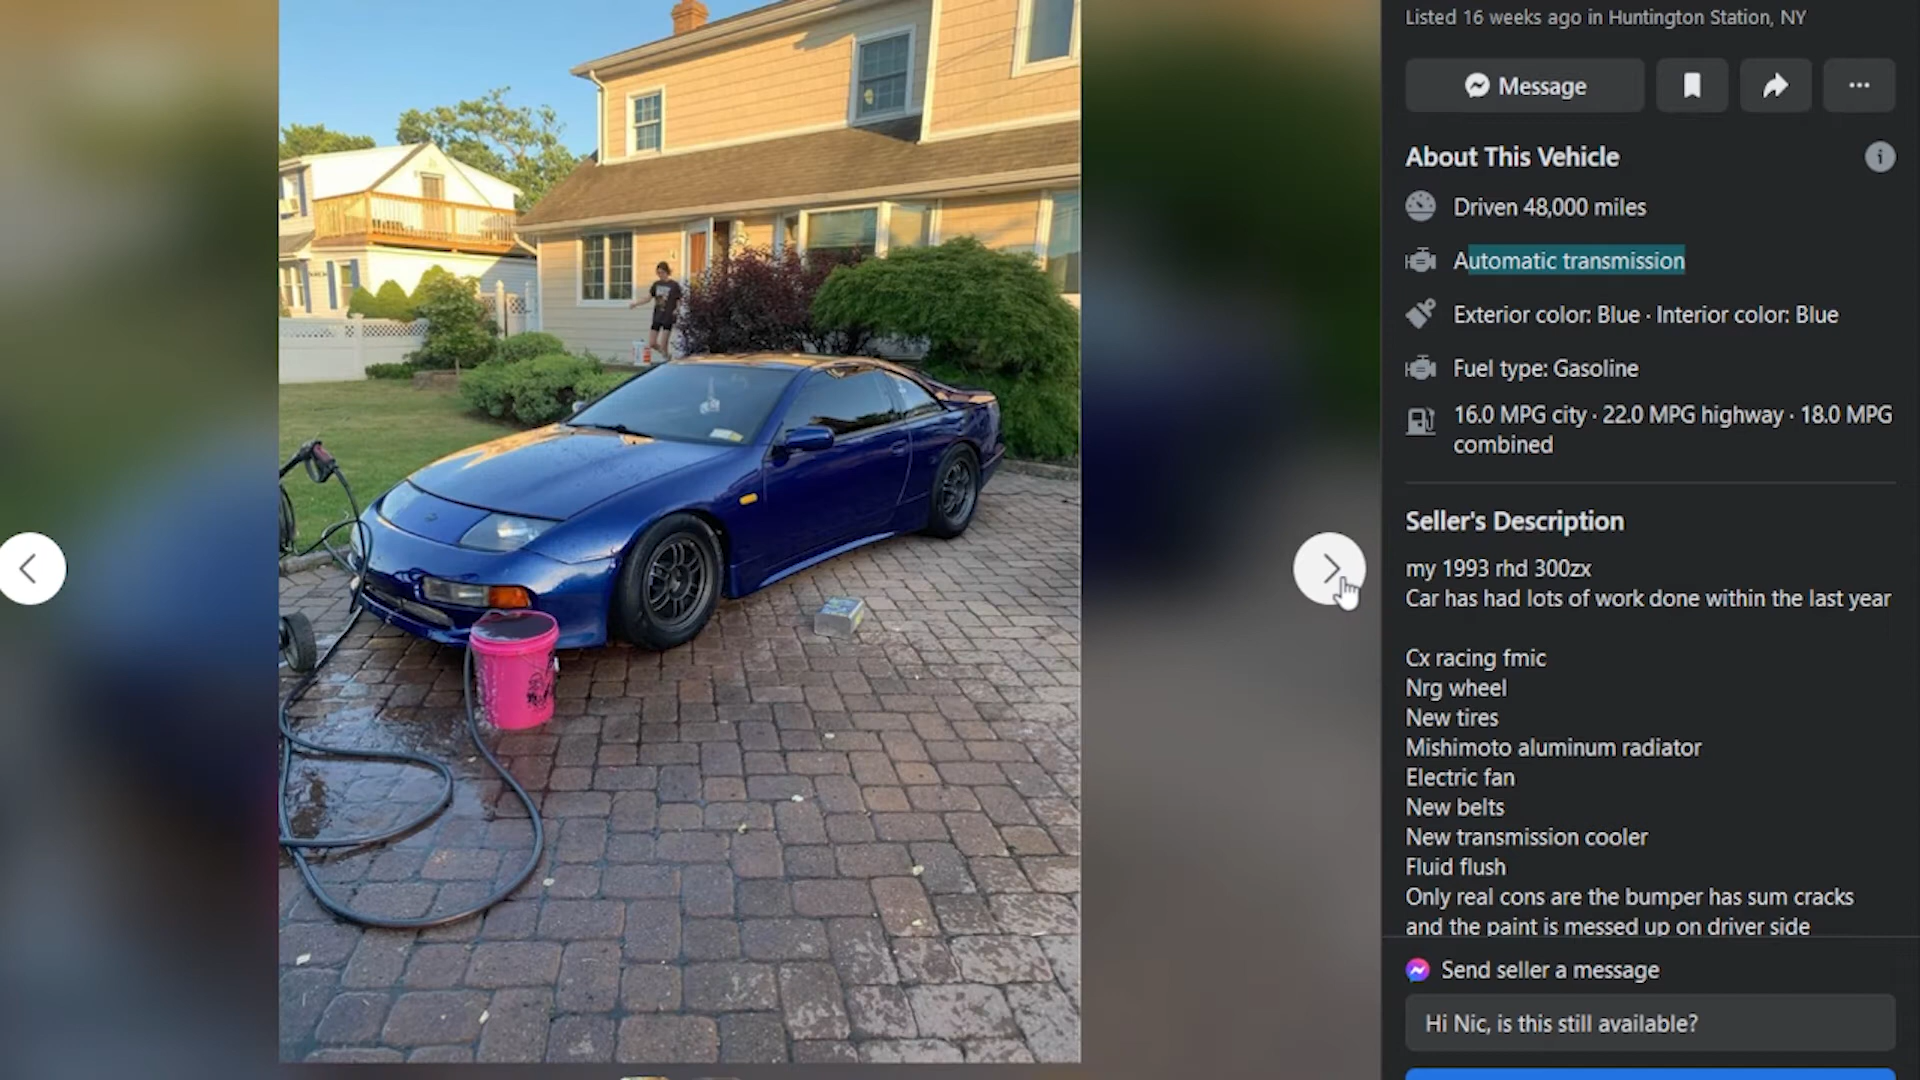 Listed 16 weeks ago in Huntington Station, NY
Message
About This Vehicle
Driven 48,000 miles
Automatic transmission
Exterior color: Blue · Interior color: Blue
Fuel type: Gasoline
16.0 MPG city · 22.0 MPG highway · 18.0 MPG
combined
Seller's Description
my 1993 rhd 300zx
Car has had lots of work done within the last year
Cx racing fmic
Nrg wheel
New tires
Mishimoto aluminum radiator
Electric fan
New belts
New transmission cooler
Fluid flush
Only real cons are the bumper has sum cracks
and the paint is messed up on driver side
Send seller a message
Hi Nic, is this still available?